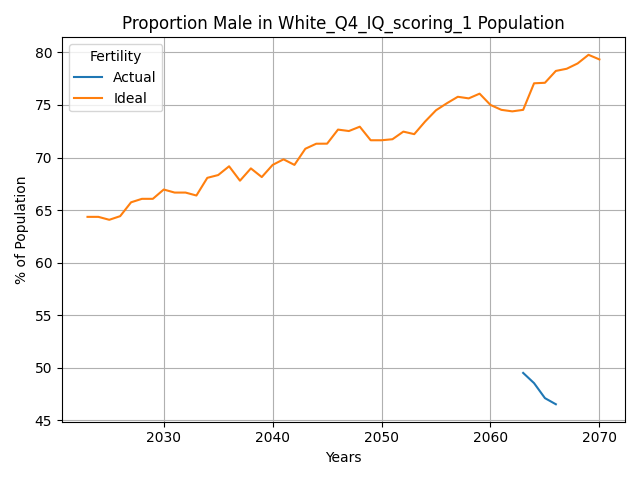 Proportion Male in White_Q4_IQ_scoring_1 Population
Fertility
Actual
Ideal
80
75
70
65
60
55
50
45
% of Population
2030 2040 2050 2060 2070
Years